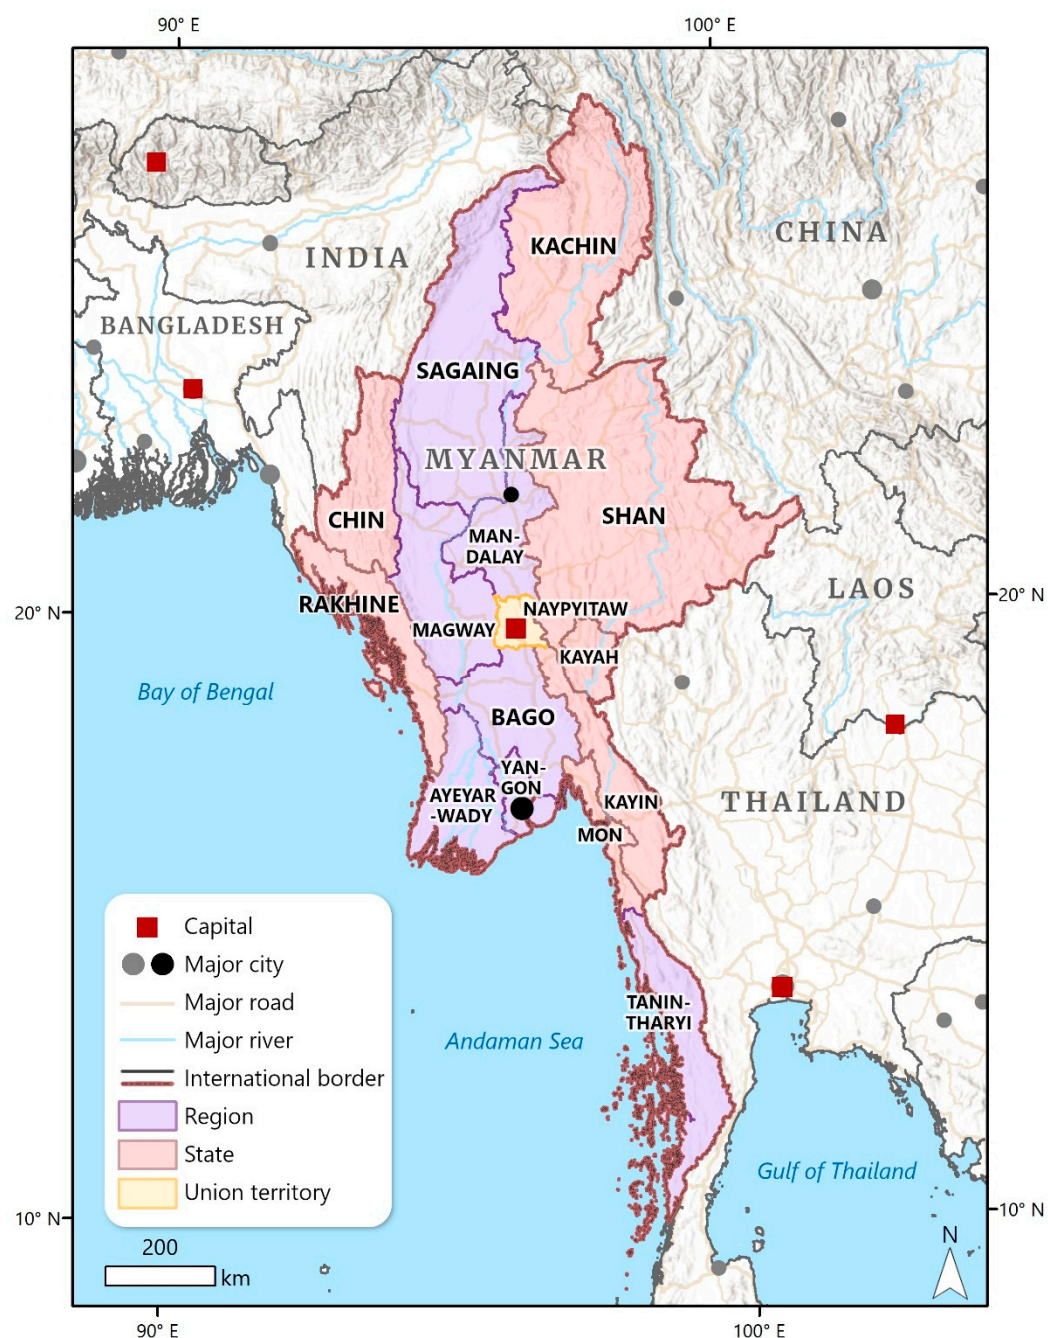 90° E
100° E
KACHIN
CHINA
INDIA
BANGLADESH
SAGAING
MYANMAR
CHIN
SHAN
MAN-
DALAY
LAOS
RAKHINE
NAYPYITAW
20° N
20° N
MAGWAY
KAYAH
Bay of Bengal
BAGO
YAN-
GON
AYEYAR
-WADY
KAYIN
THAILAND
MON
Capital
Major city
Major road
Major river
International border
Region
State
Union territory
TANIN-
THARYI
Andaman Sea
Gulf of Thailand
10° N
10° N
200
km
N
90° E
100° E